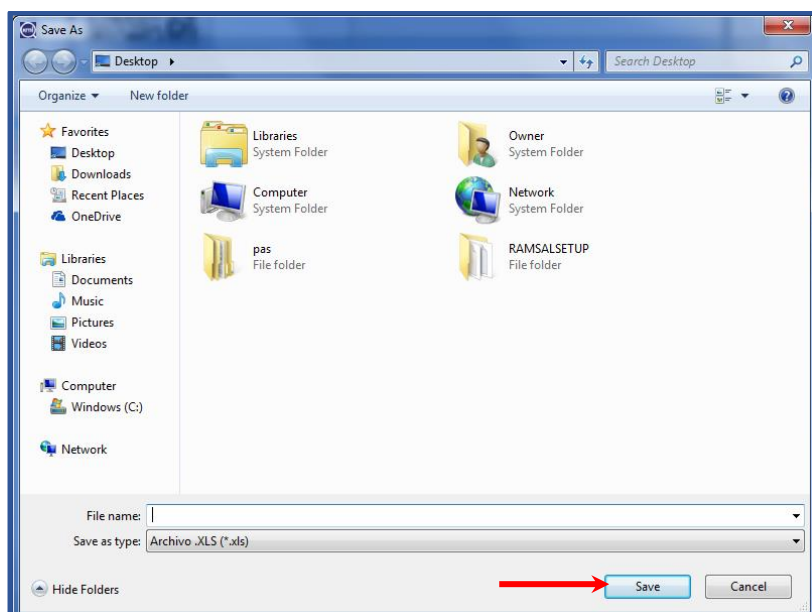 Save As
Desktop
Search Desktop
Organize
New folder
Favorites
Desktop
Downloads
Recent Places
OneDrive
Libraries
Documents
Music
Pictures
Videos
Computer
Windows (C:)
Network
Libraries
System Folder
Owner
System Folder
Computer
System Folder
Network
System Folder
pas
File folder
RAMSALSETUP
File folder
File name:
Save as type: Archivo .XLS (*.xls)
Hide Folders
Save
Cancel